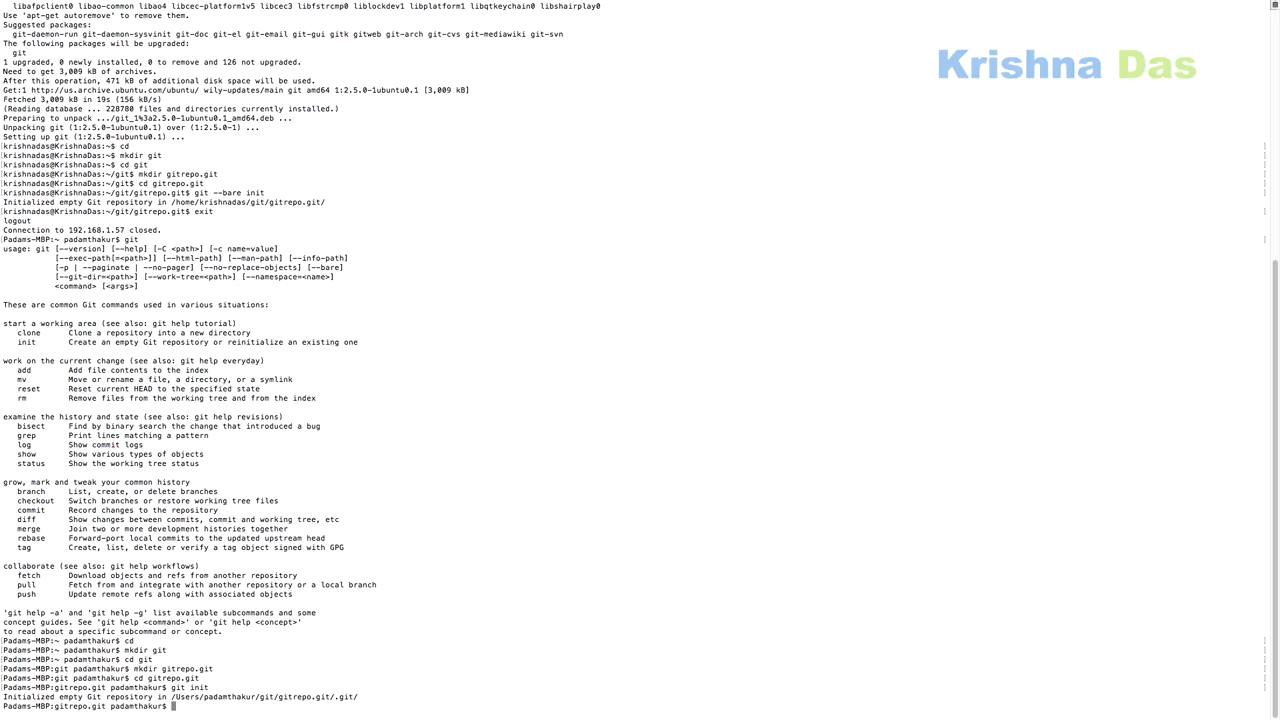 libafpclient0 libao-common libao4 libcec-platform1v5 libcec3 libfstrcmp0 liblockdev1 libplatform1 libqtkeychain0 libshairplay0
Use 'apt-get autoremove' to remove them.
Suggested packages:
  git-daemon-run git-daemon-sysvinit git-doc git-el git-email git-gui gitk gitweb git-arch git-cvs git-mediawiki git-svn
The following packages will be upgraded:
  git
1 upgraded, 0 newly installed, 0 to remove and 126 not upgraded.
Need to get 3,009 kB of archives.
After this operation, 471 kB of additional disk space will be used.
Get:1 http://us.archive.ubuntu.com/ubuntu/ wily-updates/main git amd64 1:2.5.0-1ubuntu0.1 [3,009 kB]
Fetched 3,009 kB in 19s (156 kB/s)
(Reading database ... 228780 files and directories currently installed.)
Preparing to unpack .../git_1%3a2.5.0-1ubuntu0.1_amd64.deb ...
Unpacking git (1:2.5.0-1ubuntu0.1) over (1:2.5.0-1) ...
Setting up git (1:2.5.0-1ubuntu0.1) ...
krishnadas@KrishnaDas:~$ cd
krishnadas@KrishnaDas:~$ mkdir git
krishnadas@KrishnaDas:~$ cd git
krishnadas@KrishnaDas:~/git$ mkdir gitrepo.git
krishnadas@KrishnaDas:~/git$ cd gitrepo.git
krishnadas@KrishnaDas:~/git/gitrepo.git$ git --bare init
Initialized empty Git repository in /home/krishnadas/git/gitrepo.git/
krishnadas@KrishnaDas:~/git/gitrepo.git$ exit
logout
Connection to 192.168.1.57 closed.
Padams-MBP:~ padamthakur$ git
usage: git [--version] [--help] [-C <path>] [-c name=value]
           [--exec-path[=<path>]] [--html-path] [--man-path] [--info-path]
           [-p | --paginate | --no-pager] [--no-replace-objects] [--bare]
           [--git-dir=<path>] [--work-tree=<path>] [--namespace=<name>]
           <command> [<args>]
These are common Git commands used in various situations:
start a working area (see also: git help tutorial)
   clone      Clone a repository into a new directory
   init       Create an empty Git repository or reinitialize an existing one
work on the current change (see also: git help everyday)
   add        Add file contents to the index
   mv         Move or rename a file, a directory, or a symlink
   reset      Reset current HEAD to the specified state
   rm         Remove files from the working tree and from the index
examine the history and state (see also: git help revisions)
   bisect     Find by binary search the change that introduced a bug
   grep       Print lines matching a pattern
   log        Show commit logs
   show       Show various types of objects
   status     Show the working tree status
grow, mark and tweak your common history
   branch     List, create, or delete branches
   checkout   Switch branches or restore working tree files
   commit     Record changes to the repository
   diff       Show changes between commits, commit and working tree, etc
   merge      Join two or more development histories together
   rebase     Forward-port local commits to the updated upstream head
   tag        Create, list, delete or verify a tag object signed with GPG
collaborate (see also: git help workflows)
   fetch      Download objects and refs from another repository
   pull       Fetch from and integrate with another repository or a local branch
   push       Update remote refs along with associated objects
'git help -a' and 'git help -g' list available subcommands and some
concept guides. See 'git help <command>' or 'git help <concept>'
to read about a specific subcommand or concept.
Padams-MBP:~ padamthakur$ cd
Padams-MBP:~ padamthakur$ mkdir git
Padams-MBP:~ padamthakur$ cd git
Padams-MBP:git padamthakur$ mkdir gitrepo.git
Padams-MBP:git padamthakur$ cd gitrepo.git
Padams-MBP:gitrepo.git padamthakur$ git init
Initialized empty Git repository in /Users/padamthakur/git/gitrepo.git/.git/
Padams-MBP:gitrepo.git padamthakur$
Krishna Das